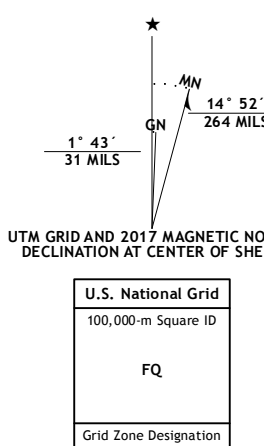 ★
MN
GN
1° 43´
31 MILS
14° 52´
264 MILS
UTM GRID AND 2017 MAGNETIC NO
DECLINATION AT CENTER OF SHE
U.S. National Grid
100,000-m Square ID
FQ
Grid Zone Designation